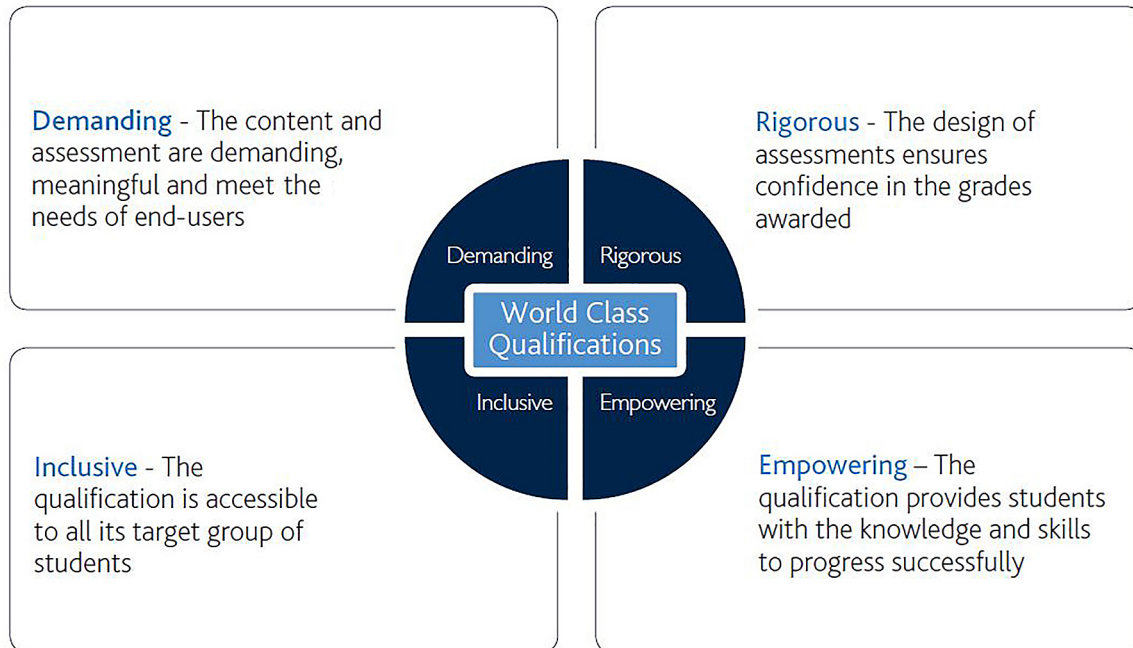 Demanding - The content and
assessment are demanding,
meaningful and meet the
needs of end-users
Rigorous - The design of
assessments ensures
confidence in the grades
awarded
Demanding
Rigorous
World Class
Qualifications
Inclusive
Empowering
Inclusive - The
qualification is accessible
to all its target group of
students
Empowering – The
qualification provides students
with the knowledge and skills
to progress successfully